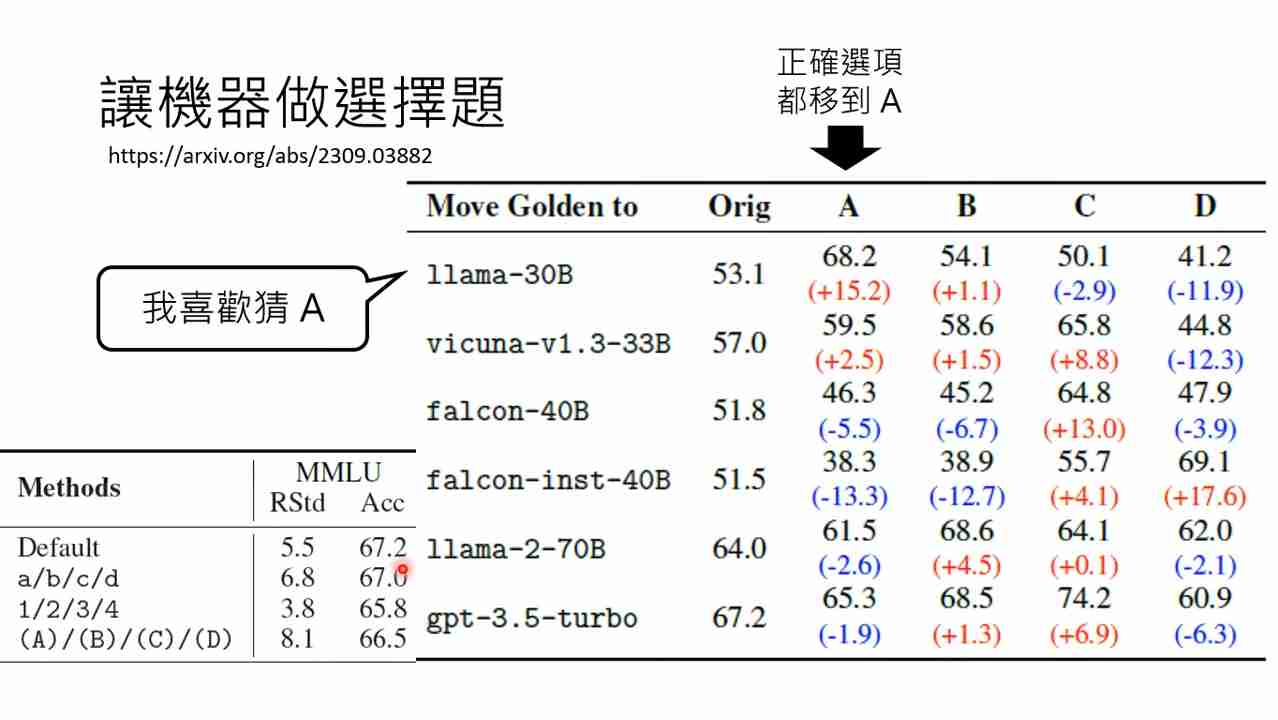 讓機器做選擇題
https://arxiv.org/abs/2309.03882
正確選項
都移到 A
我喜歡猜 A
Move Golden to Orig A B C D
llama-30B 53.1 68.2 54.1 50.1 41.2
(+15.2) (+1.1) (-2.9) (-11.9)
vicuna-v1.3-33B 57.0 59.5 58.6 65.8 44.8
(+2.5) (+1.5) (+8.8) (-12.3)
falcon-40B 51.8 46.3 45.2 64.8 47.9
(-5.5) (-6.7) (+13.0) (-3.9)
falcon-inst-40B 51.5 38.3 38.9 55.7 69.1
(-13.3) (-12.7) (+4.1) (+17.6)
llama-2-70B 64.0 61.5 68.6 64.1 62.0
(-2.6) (+4.5) (+0.1) (-2.1)
gpt-3.5-turbo 67.2 65.3 68.5 74.2 60.9
(-1.9) (+1.3) (+6.9) (-6.3)
Methods MMLU
RStd Acc
Default 5.5 67.2
a/b/c/d 6.8 67.0
1/2/3/4 3.8 65.8
(A)/(B)/(C)/(D) 8.1 66.5